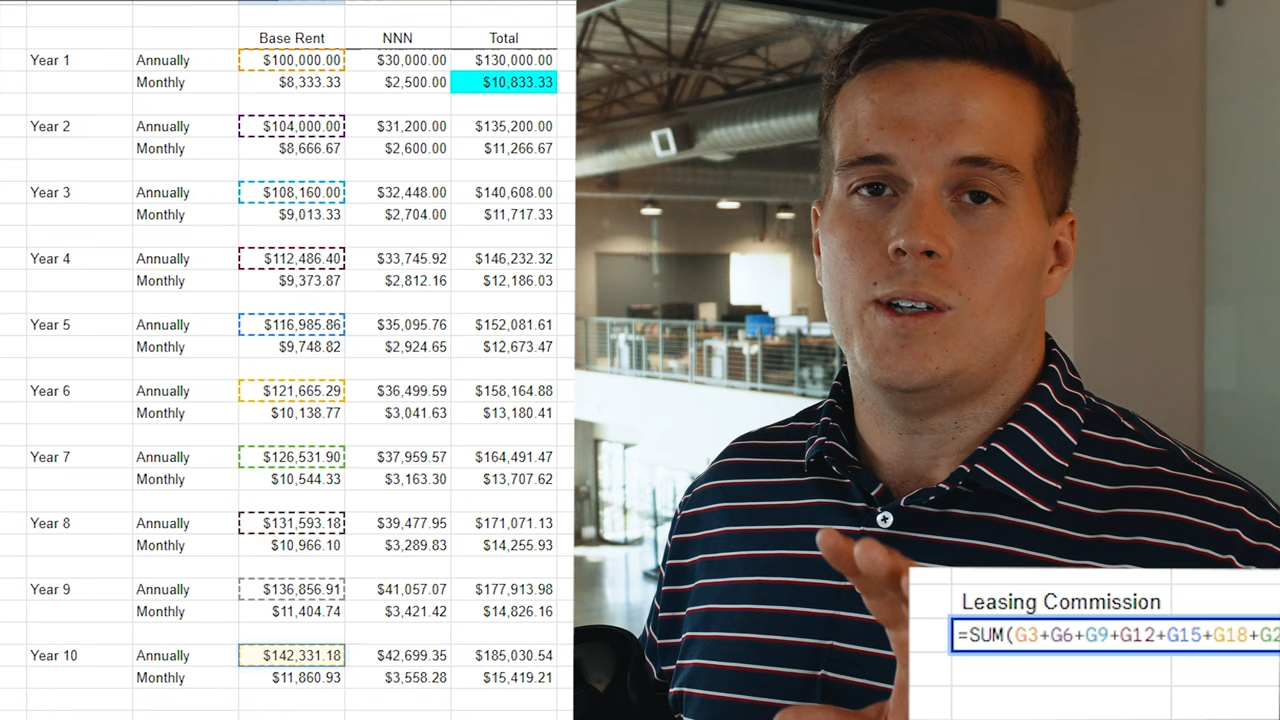 Base Rent NNN Total
Year 1 Annually $100,000.00 $30,000.00 $130,000.00
Monthly $8,333.33 $2,500.00 $10,833.33
Year 2 Annually $104,000.00 $31,200.00 $135,200.00
Monthly $8,666.67 $2,600.00 $11,266.67
Year 3 Annually $108,160.00 $32,448.00 $140,608.00
Monthly $9,013.33 $2,704.00 $11,717.33
Year 4 Annually $112,486.40 $33,745.92 $146,232.32
Monthly $9,373.87 $2,812.16 $12,186.03
Year 5 Annually $116,985.86 $35,095.76 $152,081.61
Monthly $9,748.82 $2,924.65 $12,673.47
Year 6 Annually $121,665.29 $36,499.59 $158,164.88
Monthly $10,138.77 $3,041.63 $13,180.41
Year 7 Annually $126,531.90 $37,959.57 $164,491.47
Monthly $10,544.33 $3,163.30 $13,707.62
Year 8 Annually $131,593.18 $39,477.95 $171,071.13
Monthly $10,966.10 $3,289.83 $14,255.93
Year 9 Annually $136,856.91 $41,057.07 $177,913.98
Monthly $11,404.74 $3,421.42 $14,826.16
Year 10 Annually $142,331.18 $42,699.35 $185,030.54
Monthly $11,860.93 $3,558.28 $15,419.21
Leasing Commission
=SUM(G3+G6+G9+G12+G15+G18+G2